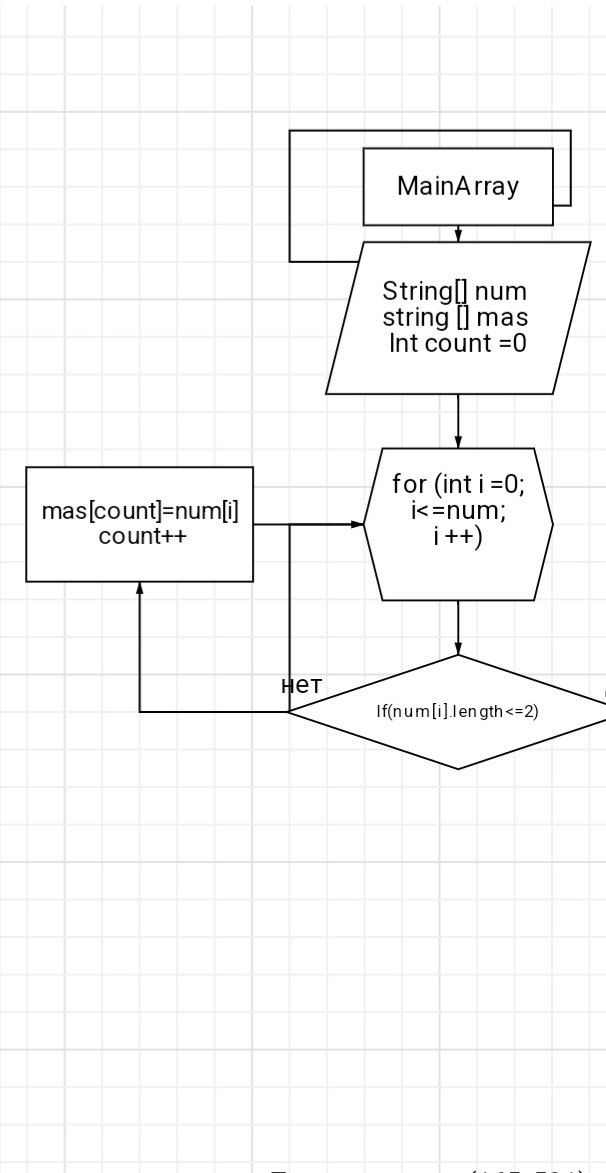 MainArray
String[] num
string [] mas
Int count =0
for (int i =0;
i<=num;
i ++)
mas[count]=num[i]
count++
нет
If(num[i].length<=2)